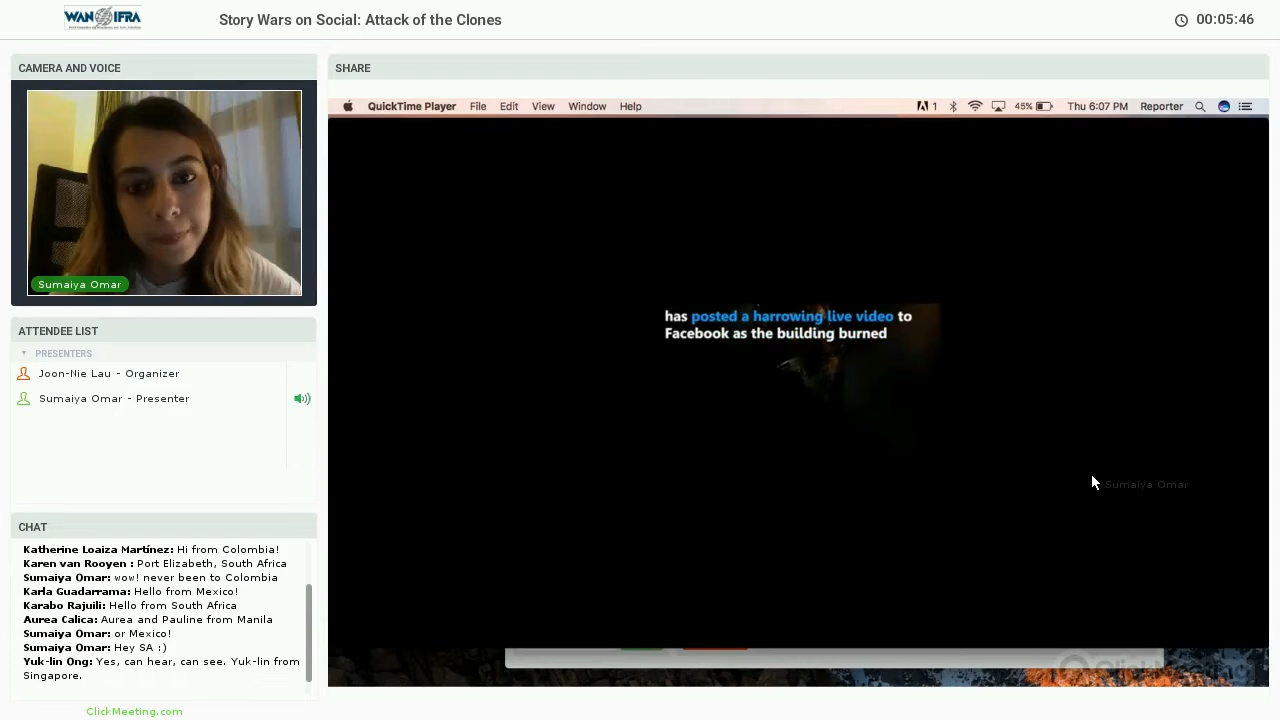 WAN IFRA
Story Wars on Social: Attack of the Clones
00:05:46
CAMERA AND VOICE
Sumaiya Omar
ATTENDEE LIST
PRESENTERS
Joon-Nie Lau - Organizer
Sumaiya Omar - Presenter
CHAT
Katherine Loaiza Martínez: Hi from Colombia!
Karen van Rooyen : Port Elizabeth, South Africa
Sumaiya Omar: wow! never been to Colombia
Karla Guadarrama: Hello from Mexico!
Karabo Rajuili: Hello from South Africa
Aurea Calica: Aurea and Pauline from Manila
Sumaiya Omar: or Mexico!
Sumaiya Omar: Hey SA :)
Yuk-lin Ong: Yes, can hear, can see. Yuk-lin from
Singapore.
ClickMeeting.com
SHARE
QuickTime Player File Edit View Window Help
1 45% Thu 6:07 PM Reporter
has posted a harrowing live video to
Facebook as the building burned
Sumaiya Omar
ClickMeeting